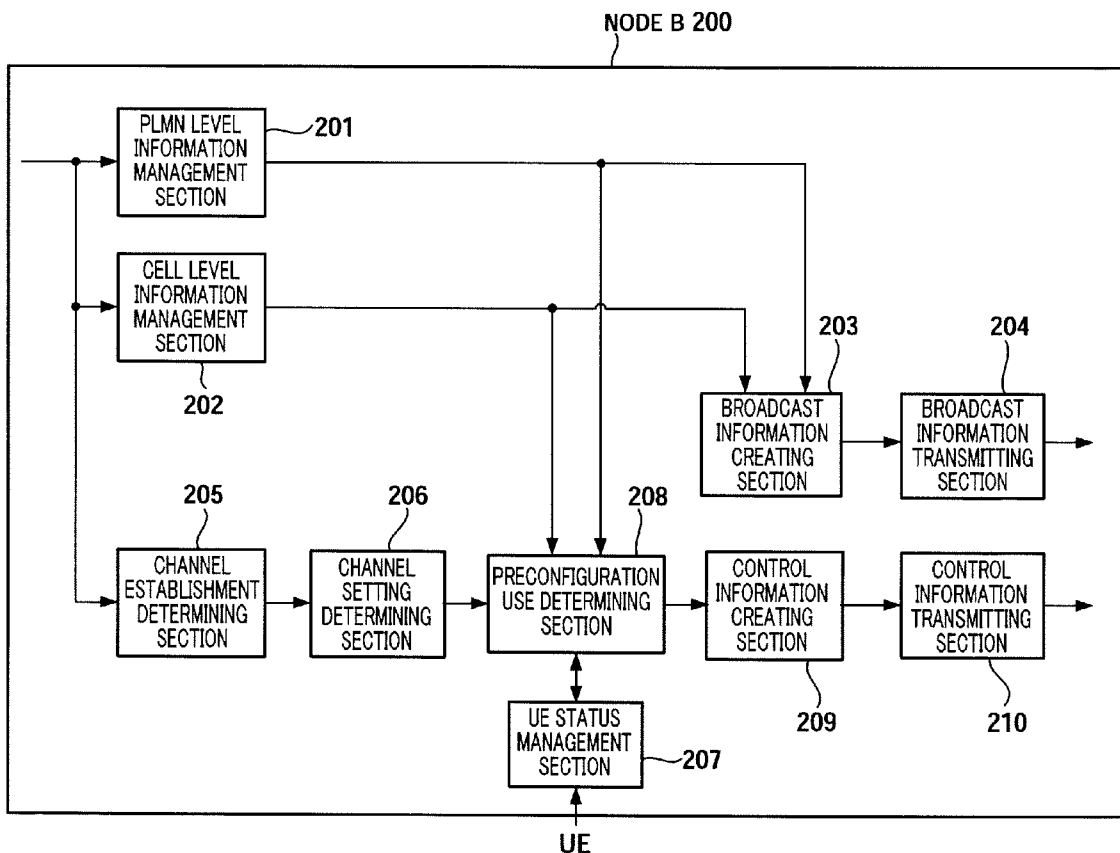 NODE B 200
PLMN LEVEL
INFORMATION
MANAGEMENT
SECTION
201
CELL LEVEL
INFORMATION
MANAGEMENT
SECTION
202
203
204
BROADCAST
INFORMATION
CREATING
SECTION
BROADCAST
INFORMATION
TRANSMITTING
SECTION
205
206
208
CHANNEL
ESTABLISHMENT
DETERMINING
SECTION
CHANNEL
SETTING
DETERMINING
SECTION
PRECONFIGURATION
USE DETERMINING
SECTION
CONTROL
INFORMATION
CREATING
SECTION
CONTROL
INFORMATION
TRANSMITTING
SECTION
209
210
UE STATUS
MANAGEMENT
SECTION
207
UE